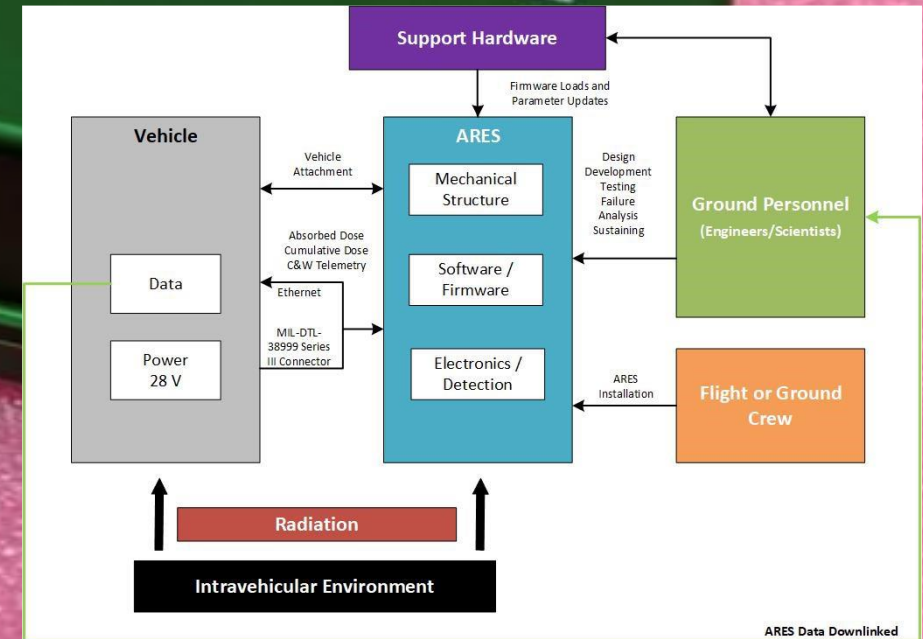 Support Hardware
Firmware Loads and
Parameter Updates
Vehicle
Vehicle
Attachment
Absorbed Dose
Cumulative Dose
C&W Telemetry
Ethernet
MIL-DTL-
38999 Series
III Connector
Data
Power
28 V
ARES
Mechanical
Structure
Software /
Firmware
Electronics /
Detection
Design
Development
Testing
Failure
Analysis
Sustaining
Ground Personnel
(Engineers/Scientists)
ARES
Installation
Flight or Ground
Crew
Radiation
Intravehicular Environment
ARES Data Downlinked